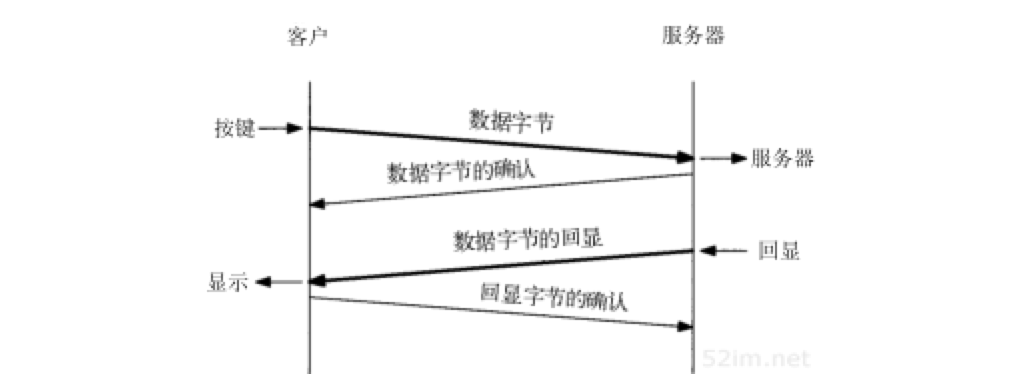 客户
服务器
数据字节
按键
服务器
数据字节的确认
数据字节的回显
回显
显示
回显字节的确认
52im.net